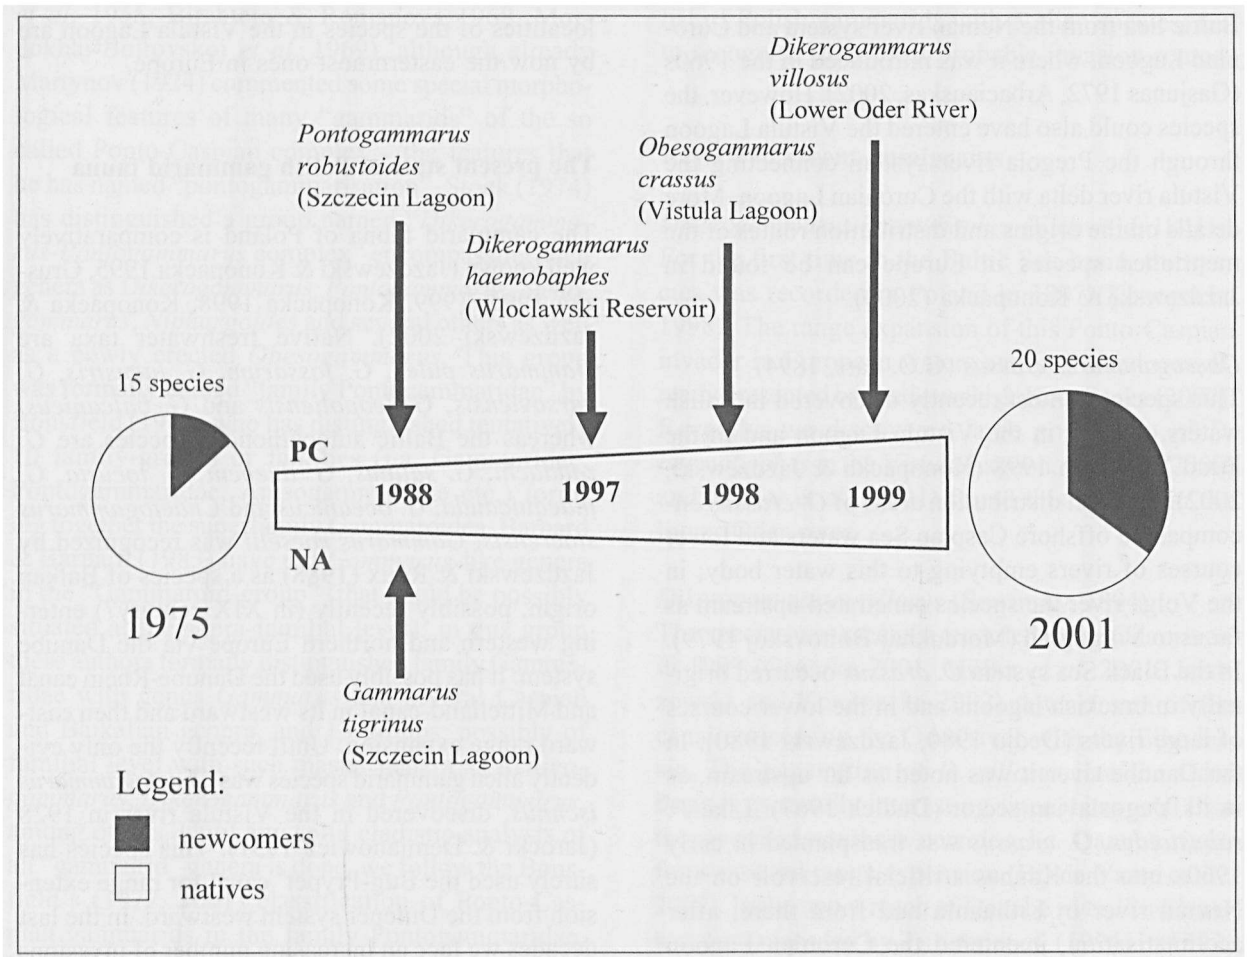 Dikerogammarus
villosus
(Lower Oder River)
Pontogammarus
robustoides
(Szczecin Lagoon)
Obesogammarus
crassus
(Vistula Lagoon)
Dikerogammarus
haemobaphes
(Wloclawski Reservoir)
15 species
20 species
PC
1988
1997
1998
1999
NA
1975
2001
Gammarus
tigrinus
(Szczecin Lagoon)
Legend:
newcomers
natives